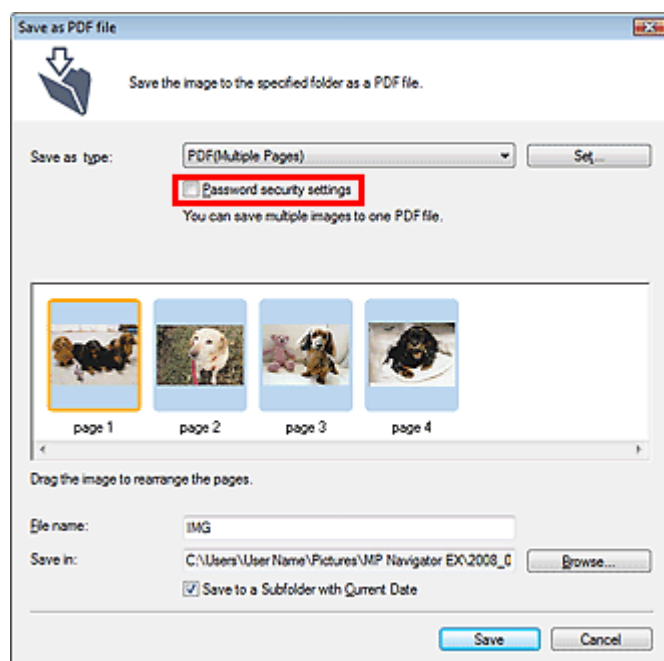 Save as PDF file
Save the image to the specified folder as a PDF file.
Save as type: PDF(Multiple Pages) Set...
Password security settings
You can save multiple images to one PDF file.
page 1 page 2 page 3 page 4
Drag the image to rearrange the pages.
File name: IMG
Save in: C:\Users\User Name\Pictures\MP Navigator EX\2008_0 Browse...
Save to a Subfolder with Current Date
Save Cancel